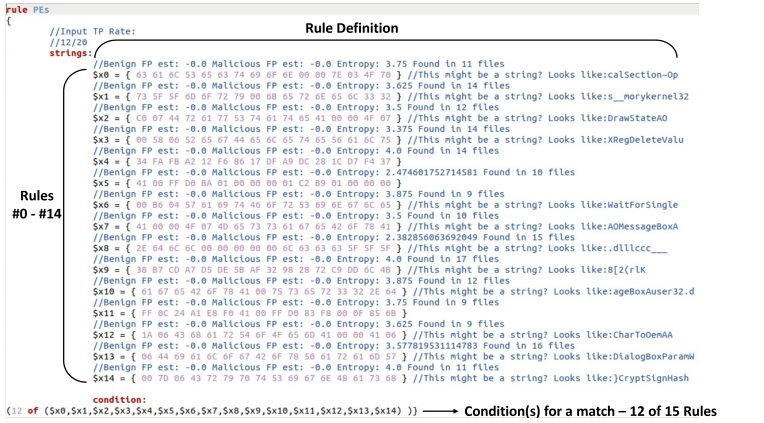 rule PEs
{
//Input TP Rate:
Rule Definition
//12/20
strings:
//Benign FP est: -0.0 Malicious FP est: -0.0 Entropy: 3.75 Found in 11 files
$x0 = { 63 61 6C 53 65 63 74 69 6F 6E 00 00 7E 03 4F 70 } //This might be a string? Looks like:calSection-Op
//Benign FP est: -0.0 Malicious FP est: -0.0 Entropy: 3.625 Found in 14 files
$x1 = { 73 5F 5F 6D 6F 72 79 00 6B 65 72 6E 65 6C 33 32 } //This might be a string? Looks like:s__morykernel32
//Benign FP est: -0.0 Malicious FP est: -0.0 Entropy: 3.5 Found in 12 files
$x2 = { C0 07 44 72 61 77 53 74 61 74 65 41 00 00 4F 07 } //This might be a string? Looks like:DrawStateAO
//Benign FP est: -0.0 Malicious FP est: -0.0 Entropy: 3.375 Found in 14 files
$x3 = { 00 58 06 52 65 67 44 65 6C 65 74 65 56 61 6C 75 } //This might be a string? Looks like:XRegDeleteValu
//Benign FP est: -0.0 Malicious FP est: -0.0 Entropy: 4.0 Found in 14 files
$x4 = { 34 FA FB A2 12 F6 86 17 DF A9 DC 28 1C D7 F4 37 }
//Benign FP est: -0.0 Malicious FP est: -0.0 Entropy: 2.474601752714581 Found in 10 files
$x5 = { 41 00 FF D0 BA 01 00 00 00 01 C2 B9 01 00 00 00 }
//Benign FP est: -0.0 Malicious FP est: -0.0 Entropy: 3.875 Found in 9 files
Rules
#0 - #14
$x6 = { 00 B6 04 57 61 69 74 46 6F 72 53 69 6E 67 6C 65 } //This might be a string? Looks like:WaitForSingle
//Benign FP est: -0.0 Malicious FP est: -0.0 Entropy: 3.5 Found in 10 files
$x7 = { 41 00 00 4F 07 4D 65 73 73 61 67 65 42 6F 78 41 } //This might be a string? Looks like:AOMessageBoxA
//Benign FP est: -0.0 Malicious FP est: -0.0 Entropy: 2.382856063692049 Found in 15 files
$x8 = { 2E 64 6C 6C 00 00 00 00 00 6C 63 63 63 5F 5F 5F } //This might be a string? Looks like:.dlllccc___
//Benign FP est: -0.0 Malicious FP est: -0.0 Entropy: 4.0 Found in 17 files
$x9 = { 38 B7 CD A7 D5 DE 5B AF 32 98 28 72 C9 DD 6C 4B } //This might be a string? Looks like:8[2(rlK
//Benign FP est: -0.0 Malicious FP est: -0.0 Entropy: 3.875 Found in 12 files
$x10 = { 61 67 65 42 6F 78 41 00 75 73 65 72 33 32 2E 64 } //This might be a string? Looks like:ageBoxAuser32.d
//Benign FP est: -0.0 Malicious FP est: -0.0 Entropy: 3.75 Found in 9 files
$x11 = { FF 0C 24 A1 E8 F0 41 00 FF D0 83 F8 00 0F 85 6B }
//Benign FP est: -0.0 Malicious FP est: -0.0 Entropy: 3.625 Found in 9 files
$x12 = { 1A 06 43 68 61 72 54 6F 4F 65 6D 41 00 00 41 06 } //This might be a string? Looks like:CharToOemAA
//Benign FP est: -0.0 Malicious FP est: -0.0 Entropy: 3.577819531114783 Found in 16 files
$x13 = { 06 44 69 61 6C 6F 67 42 6F 78 50 61 72 61 6D 57 } //This might be a string? Looks like:DialogBoxParamW
//Benign FP est: -0.0 Malicious FP est: -0.0 Entropy: 4.0 Found in 11 files
$x14 = { 00 7D 06 43 72 79 70 74 53 69 67 6E 48 61 73 68 } //This might be a string? Looks like:}CryptSignHash
condition:
(12 of ($x0,$x1,$x2,$x3,$x4,$x5,$x6,$x7,$x8,$x9,$x10,$x11,$x12,$x13,$x14) )} Condition(s) for a match – 12 of 15 Rules